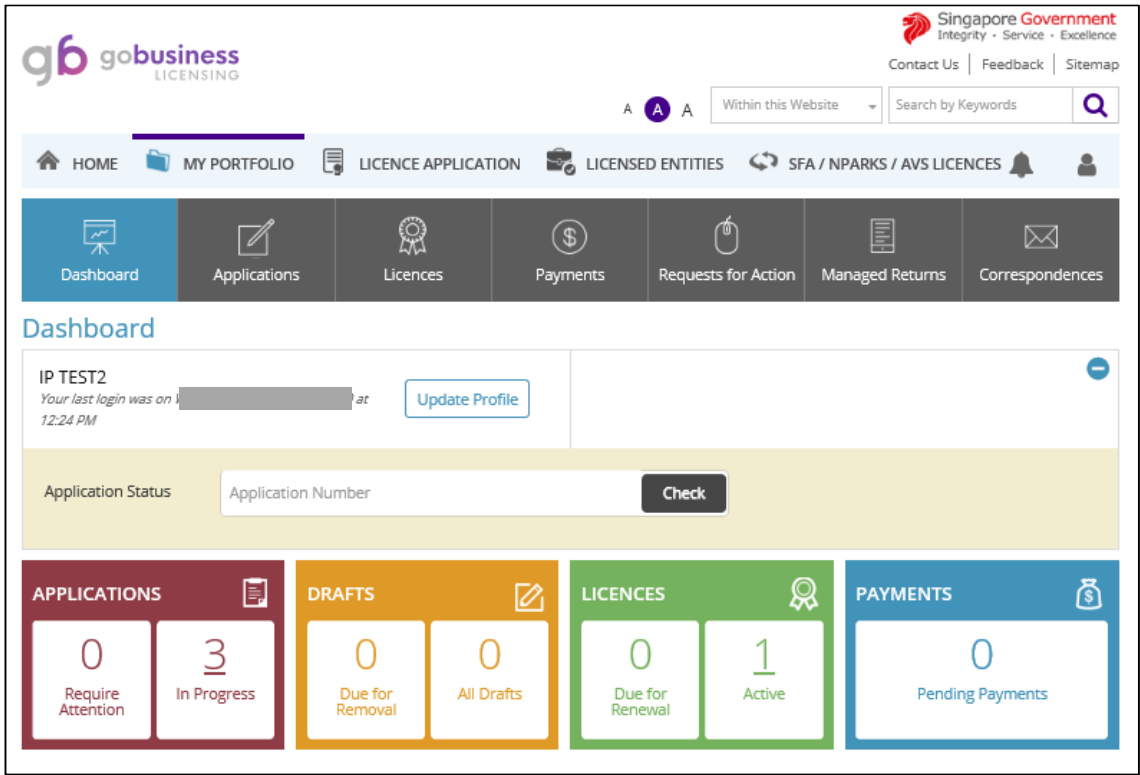 Singapore Government
Integrity · Service · Excellence
gb gobusiness
LICENSING
Contact Us | Feedback | Sitemap
A A A Within this Website Search by Keywords
HOME MY PORTFOLIO LICENCE APPLICATION LICENSED ENTITIES SFA / NPARKS / AVS LICENCES
Dashboard Applications Licences Payments Requests for Action Managed Returns Correspondences
Dashboard
IP TEST2
Your last login was on at
12:24 PM
Update Profile
Application Status Application Number Check
APPLICATIONS
0
Require
Attention
3
In Progress
DRAFTS
0
Due for
Removal
0
All Drafts
LICENCES
0
Due for
Renewal
1
Active
PAYMENTS
0
Pending Payments